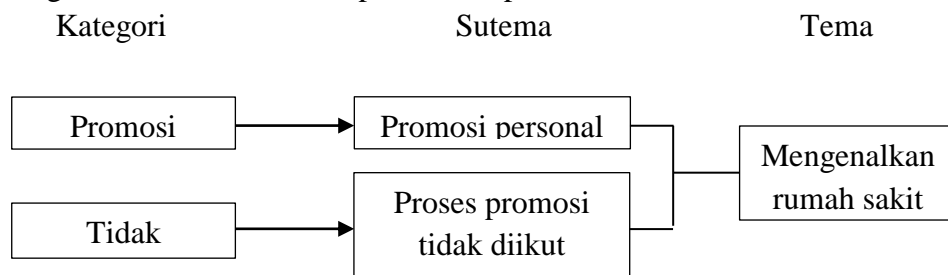 Kategori Sutema Tema
Promosi Promosi personal
Mengenalkan
rumah sakit
Tidak
Proses promosi
tidak diikut